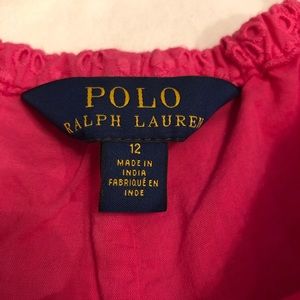 POLO
RALPH LAUREN
12
MADE IN
INDIA
FABRIQUÉ EN
INDE